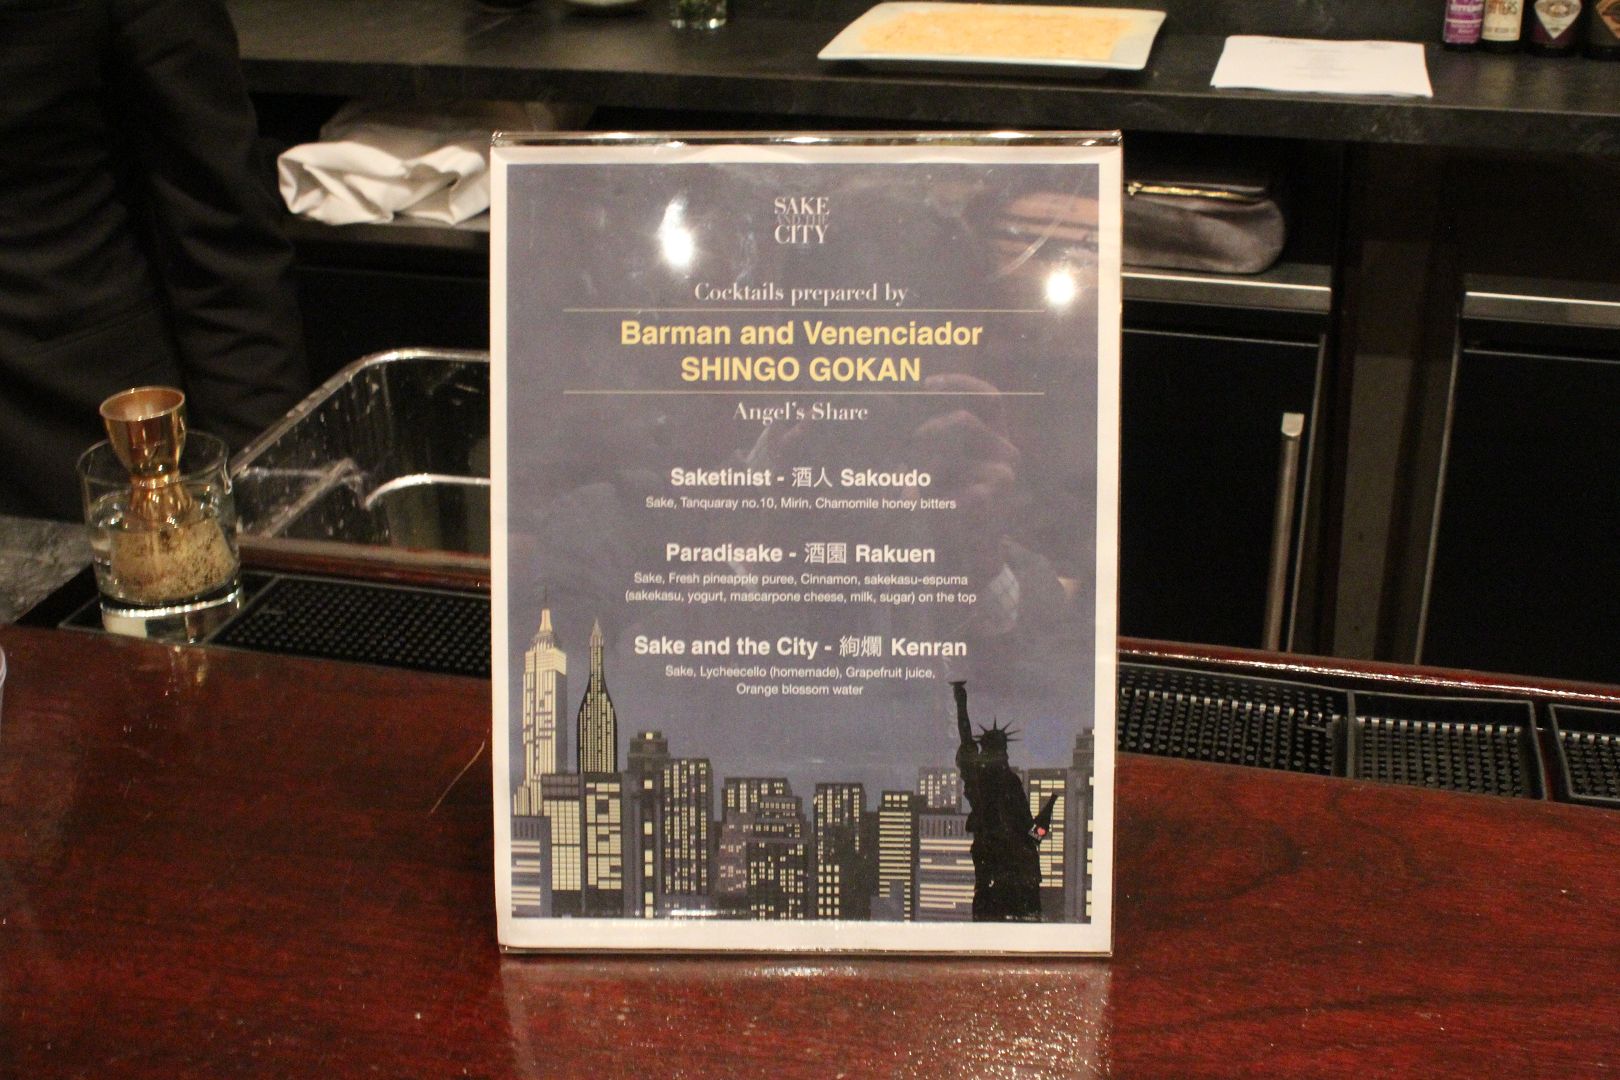 SAKE
AND THE
CITY
Cocktails prepared by
Barman and Venenciador
SHINGO GOKAN
Angel's Share
Saketinist - 酒人 Sakoudo
Sake, Tanquaray no.10, Mirin, Chamomile honey bitters
Paradisake - 酒園 Rakuen
Sake, Fresh pineapple puree, Cinnamon, sakekasu-espuma
(sakekasu, yogurt, mascarpone cheese, milk, sugar) on the top
Sake and the City - 絢爛 Kenran
Sake, Lycheecello (homemade), Grapefruit juice,
Orange blossom water